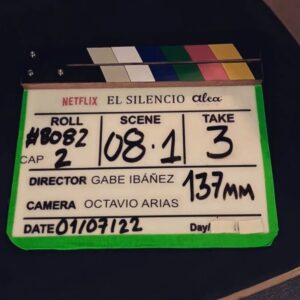 NETFLIX EL SILENCIO alea
ROLL SCENE TAKE
#B082 08.1 3
CAP 2
DIRECTOR GABE IBÁÑEZ 137MM
CAMERA OCTAVIO ARIAS
DATE 01/07/22 Day/